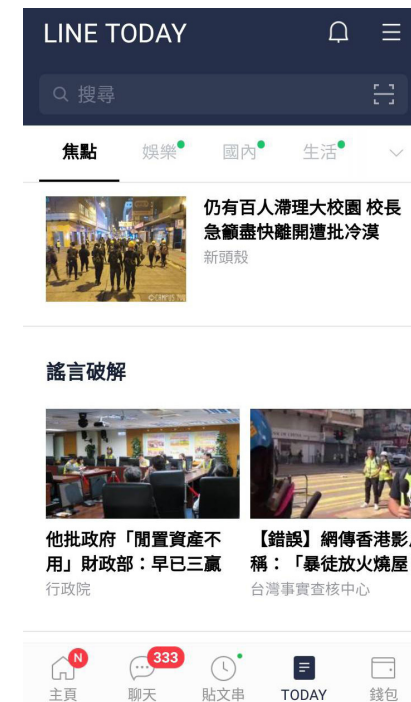 LINE TODAY
搜尋
焦點 娛樂 國內 生活
仍有百人滯理大校園 校長
急籲盡快離開遭批冷漠
新頭殼
謠言破解
他批政府「閒置資產不
用」財政部：早已三贏
行政院
【錯誤】網傳香港影
稱：「暴徒放火燒屋
台灣事實查核中心
N
333
主頁 聊天 貼文串 TODAY 錢包